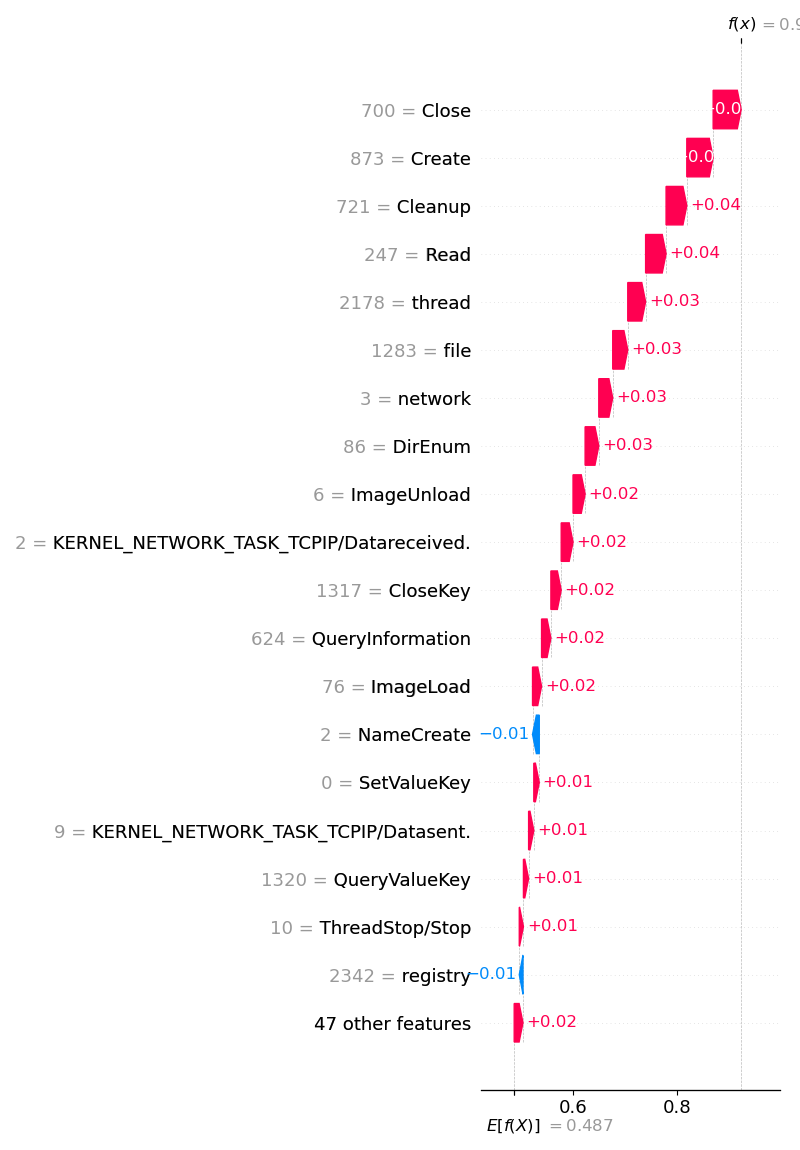 f(x) = 0.9
700 = Close
0.0
873 = Create
0.0
721 = Cleanup +0.04
247 = Read +0.04
2178 = thread +0.03
1283 = file +0.03
3 = network +0.03
86 = DirEnum +0.03
6 = ImageUnload +0.02
2 = KERNEL_NETWORK_TASK_TCPIP/Datareceived. +0.02
1317 = CloseKey +0.02
624 = QueryInformation +0.02
76 = ImageLoad +0.02
2 = NameCreate −0.01
0 = SetValueKey +0.01
9 = KERNEL_NETWORK_TASK_TCPIP/Datasent. +0.01
1320 = QueryValueKey +0.01
10 = ThreadStop/Stop +0.01
2342 = registry −0.01
47 other features +0.02
0.6 0.8
E[f(X)] = 0.487